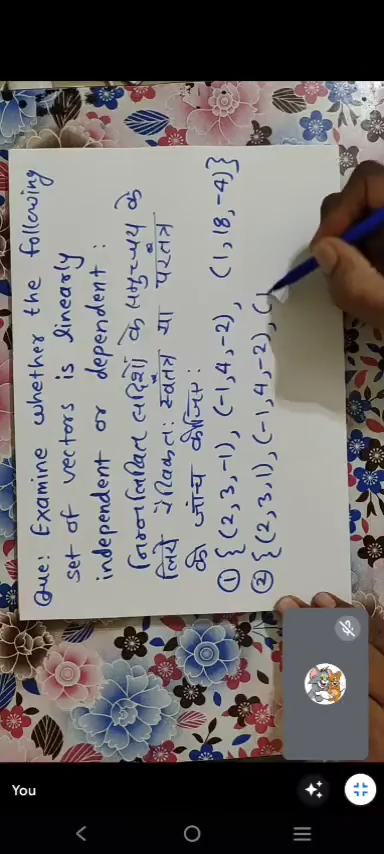 Que: Examine whether the following
set of vectors is linearly
independent or dependent:
निम्नलिखित सदिशों के समुच्चय के
लिये रैखिकतः स्वतंत्र या परतंत्र
की जांच कीजिए:
① {(2,3,-1), (-1,4,-2), (1,18,-4)}
② {(2,3,1), (-1,4,-2), (
You